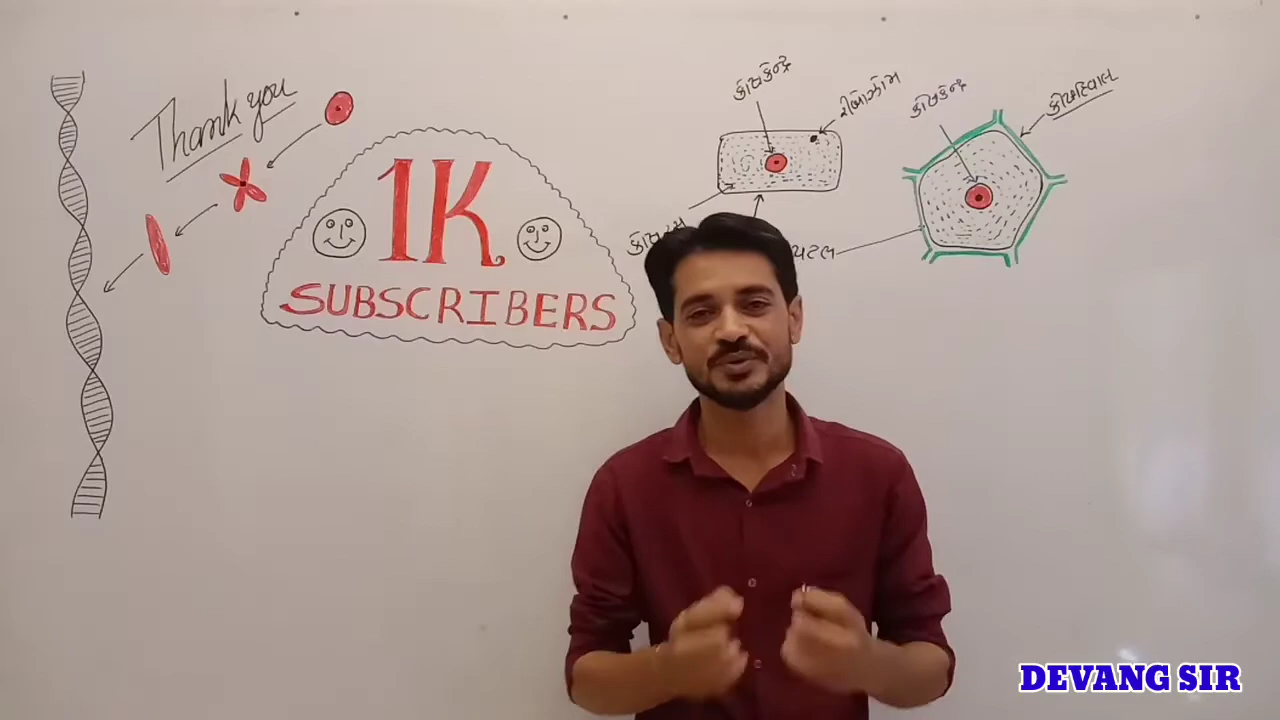 Thank you
1K
SUBSCRIBERS
કોષકેન્દ્ર
રીબોઝોમ
કોષકેન્દ્ર
કોષદિવાલ
DEVANG SIR